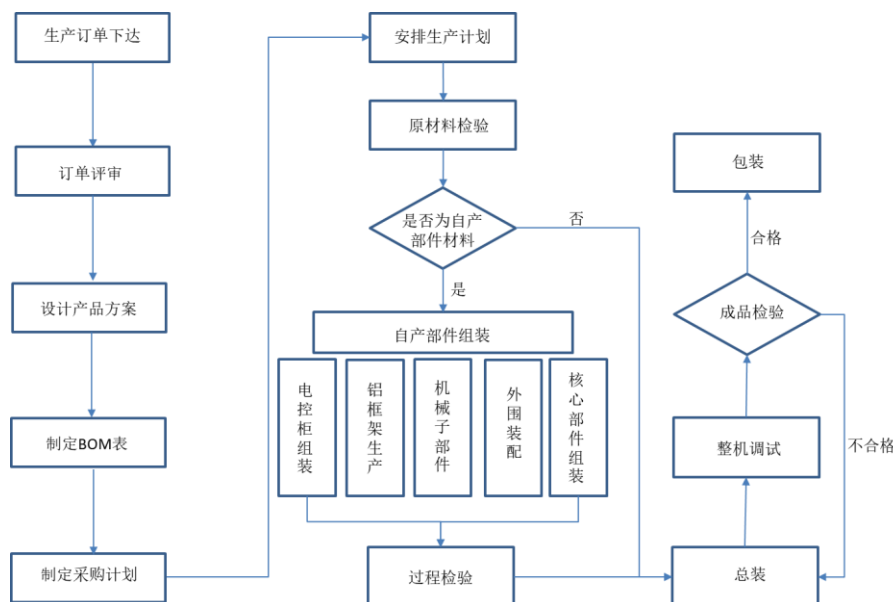 生产订单下达
订单评审
设计产品方案
制定BOM表
制定采购计划
安排生产计划
原材料检验
是否为自产
部件材料
否
是
自产部件组装
电控柜组装
铝框架生产
机械子部件
外围装配
核心部件组装
过程检验
总装
整机调试
成品检验
不合格
合格
包装